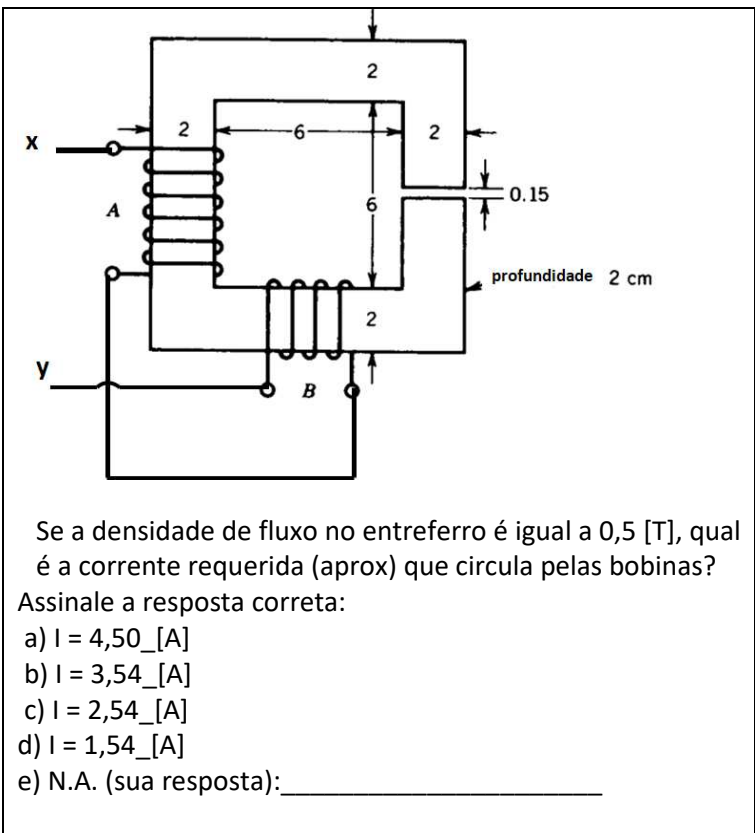 2
x
2
6
2
A
6
0.15
profundidade 2 cm
2
y
B
Se a densidade de fluxo no entreferro é igual a 0,5 [T], qual
é a corrente requerida (aprox) que circula pelas bobinas?
Assinale a resposta correta:
a) I = 4,50_[A]
b) I = 3,54_[A]
c) I = 2,54_[A]
d) I = 1,54_[A]
e) N.A. (sua resposta):_______________________